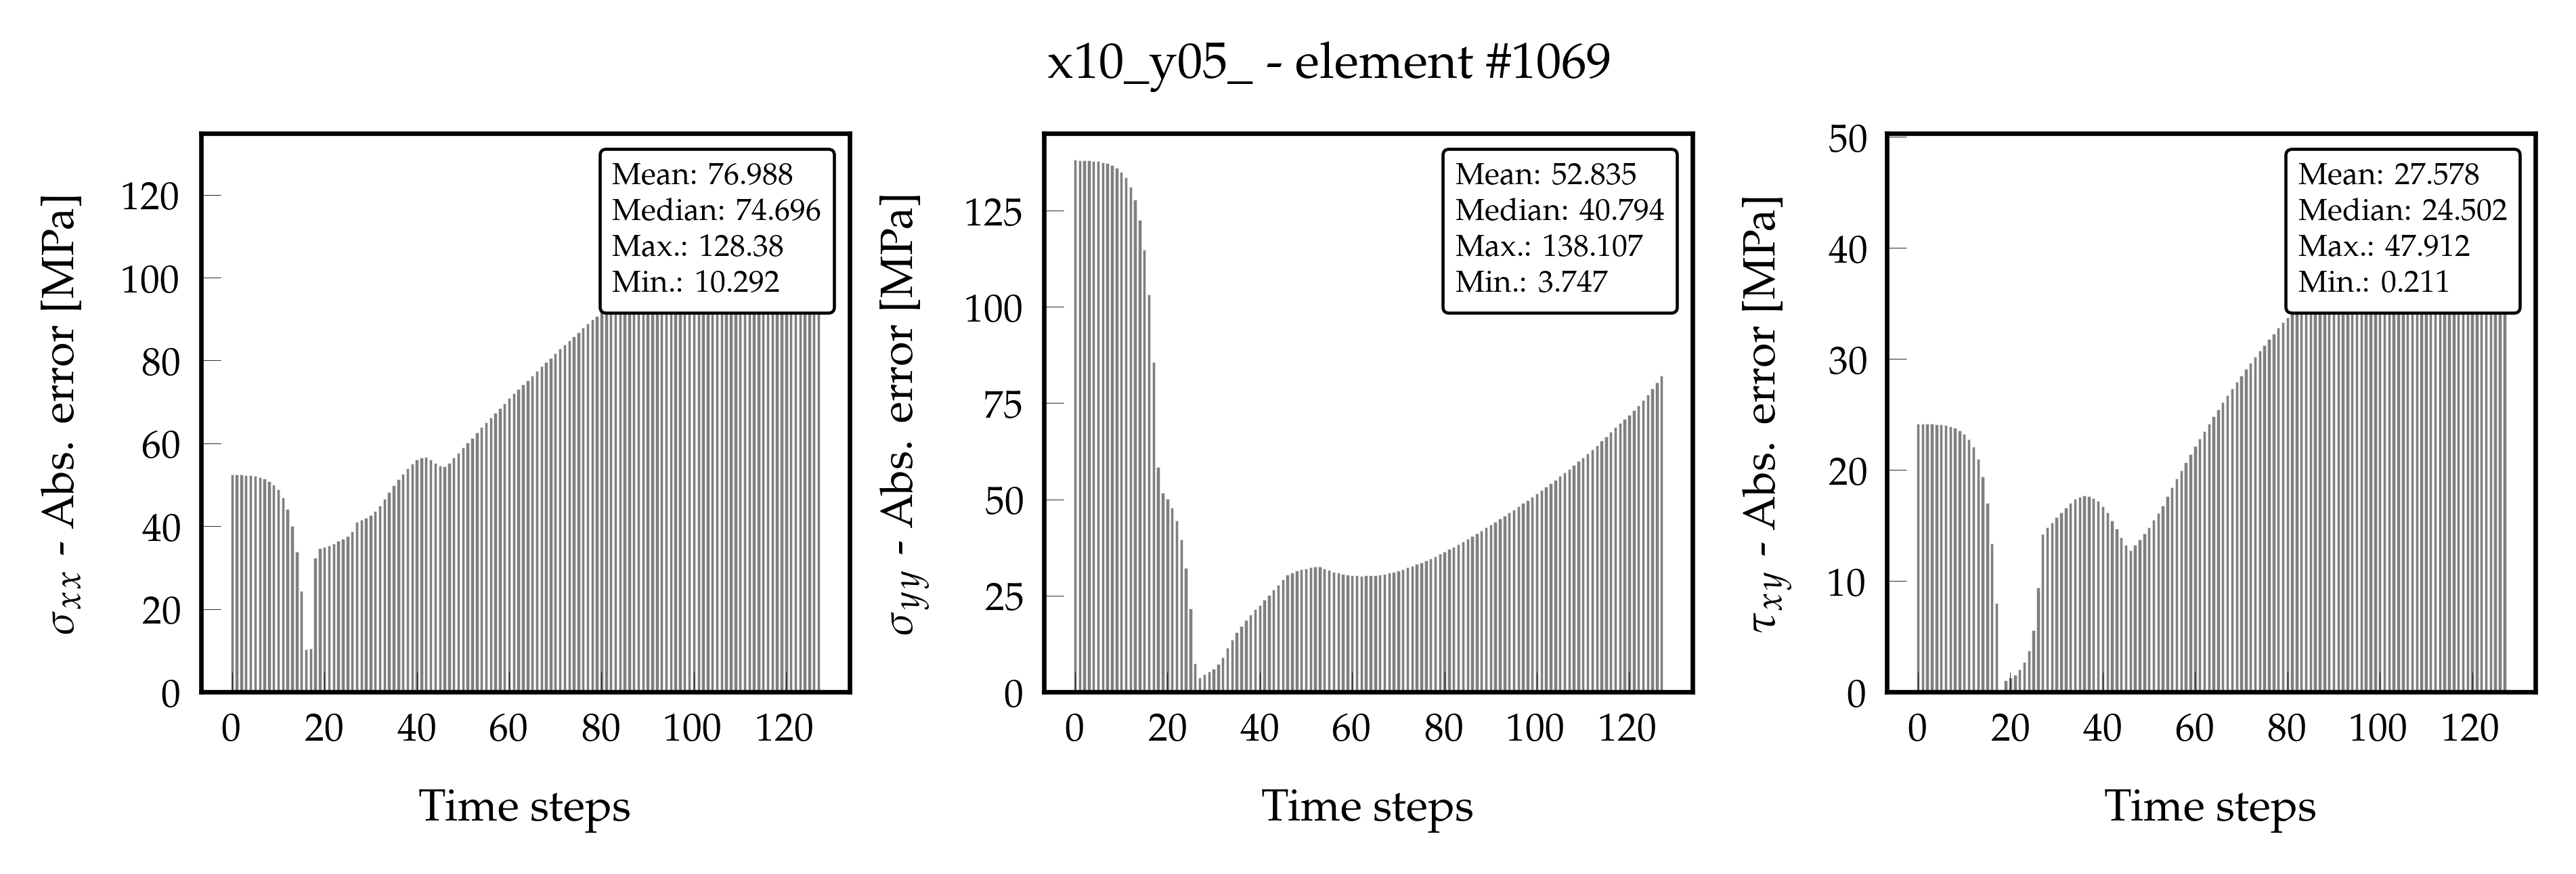 x10_y05_ - element #1069
σxx - Abs. error [MPa]
120
100
80
60
40
20
0
Mean: 76.988
Median: 74.696
Max.: 128.38
Min.: 10.292
0 20 40 60 80 100 120
Time steps
σyy - Abs. error [MPa]
125
100
75
50
25
0
Mean: 52.835
Median: 40.794
Max.: 138.107
Min.: 3.747
0 20 40 60 80 100 120
Time steps
τxy - Abs. error [MPa]
50
40
30
20
10
0
Mean: 27.578
Median: 24.502
Max.: 47.912
Min.: 0.211
0 20 40 60 80 100 120
Time steps